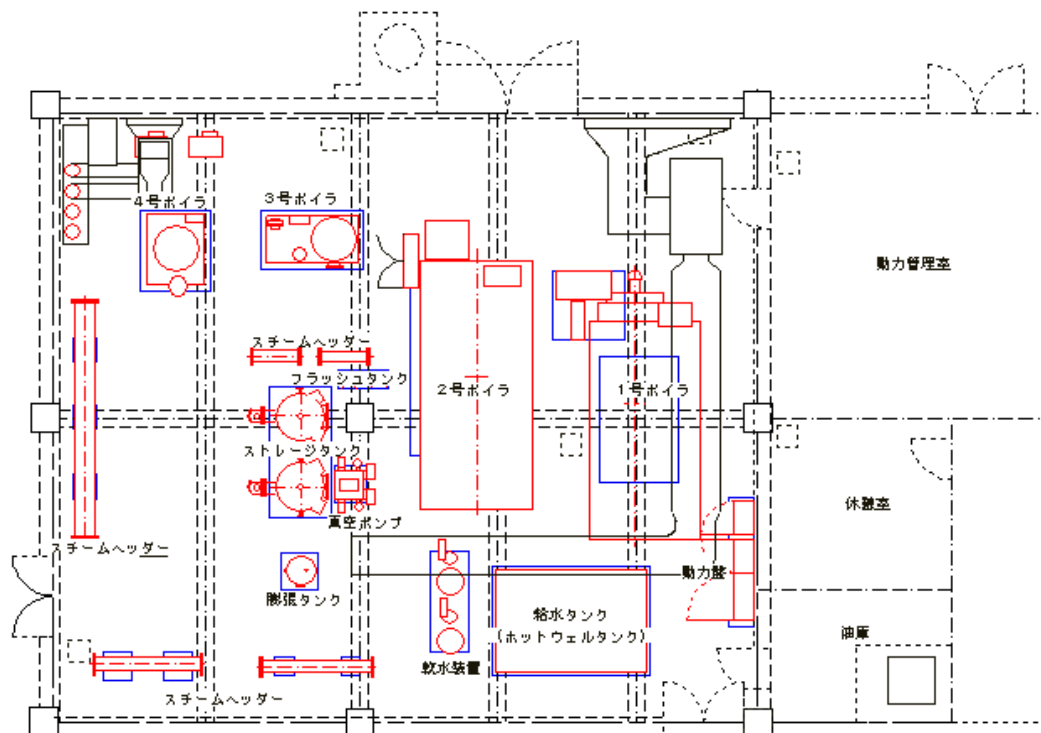 4号ボイラ
3号ボイラ
動力管理室
スチームヘッダー
フラッシュタンク
2号ボイラ
1号ボイラ
ストレージタンク
真空ポンプ
休憩室
スチームヘッダー
動力盤
膨張タンク
給水タンク
(ホットウェルタンク)
油庫
軟水装置
スチームヘッダー